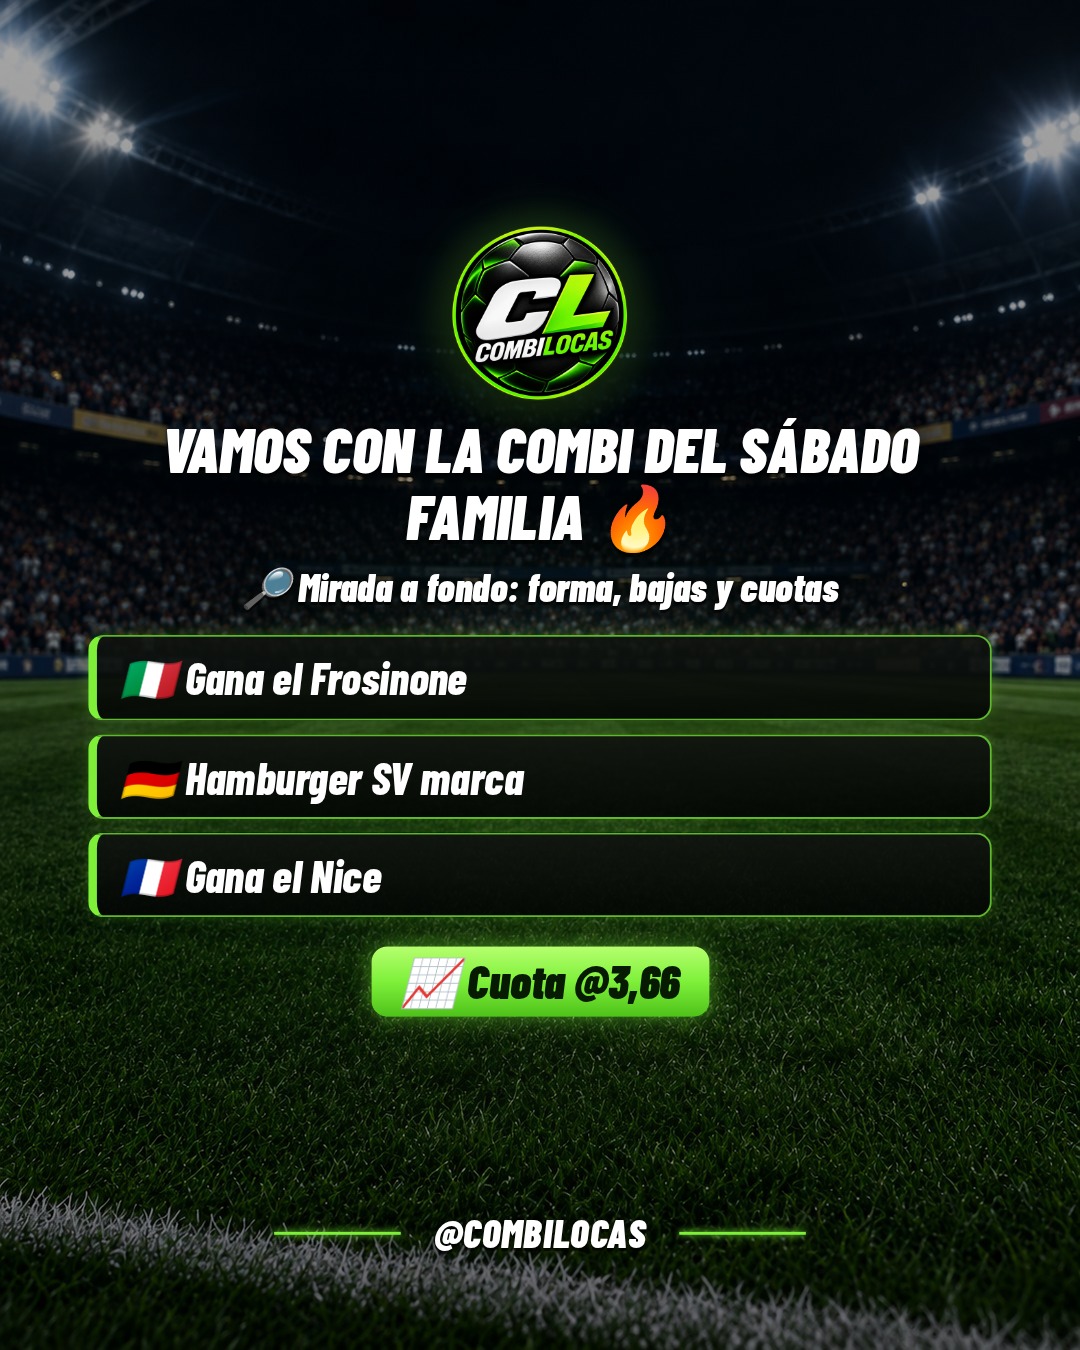 CL
COMBILOCAS
VAMOS CON LA COMBI DEL SÁBADO
FAMILIA 🔥
🔎 Mirada a fondo: forma, bajas y cuotas
🇮🇹 Gana el Frosinone
🇩🇪 Hamburger SV marca
🇫🇷 Gana el Nice
📈 Cuota @3,66
@COMBILOCAS